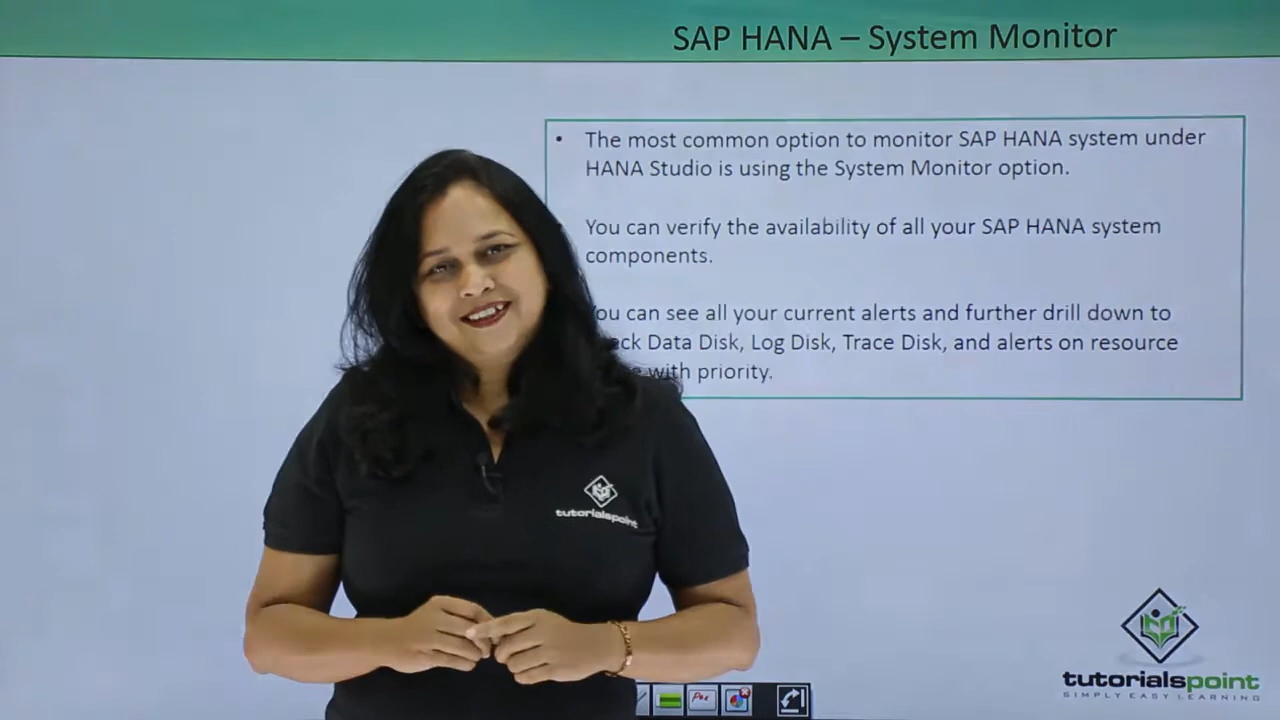 SAP HANA – System Monitor
• The most common option to monitor SAP HANA system under
HANA Studio is using the System Monitor option.
You can verify the availability of all your SAP HANA system
components.
ou can see all your current alerts and further drill down to
ck Data Disk, Log Disk, Trace Disk, and alerts on resource
with priority.
tutorialspoint
tutorialspoint
SIMPLY EASY LEARNING